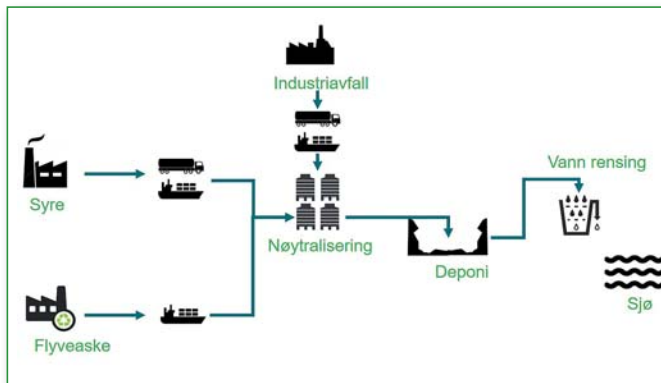 Industriavfall
Syre
Vann rensing
Nøytralisering
Deponi
Sjø
Flyveaske